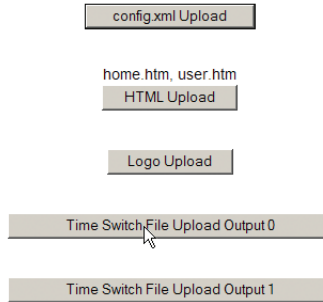 config.xml Upload
home.htm, user.htm
HTML Upload
Logo Upload
Time Switch File Upload Output 0
Time Switch File Upload Output 1